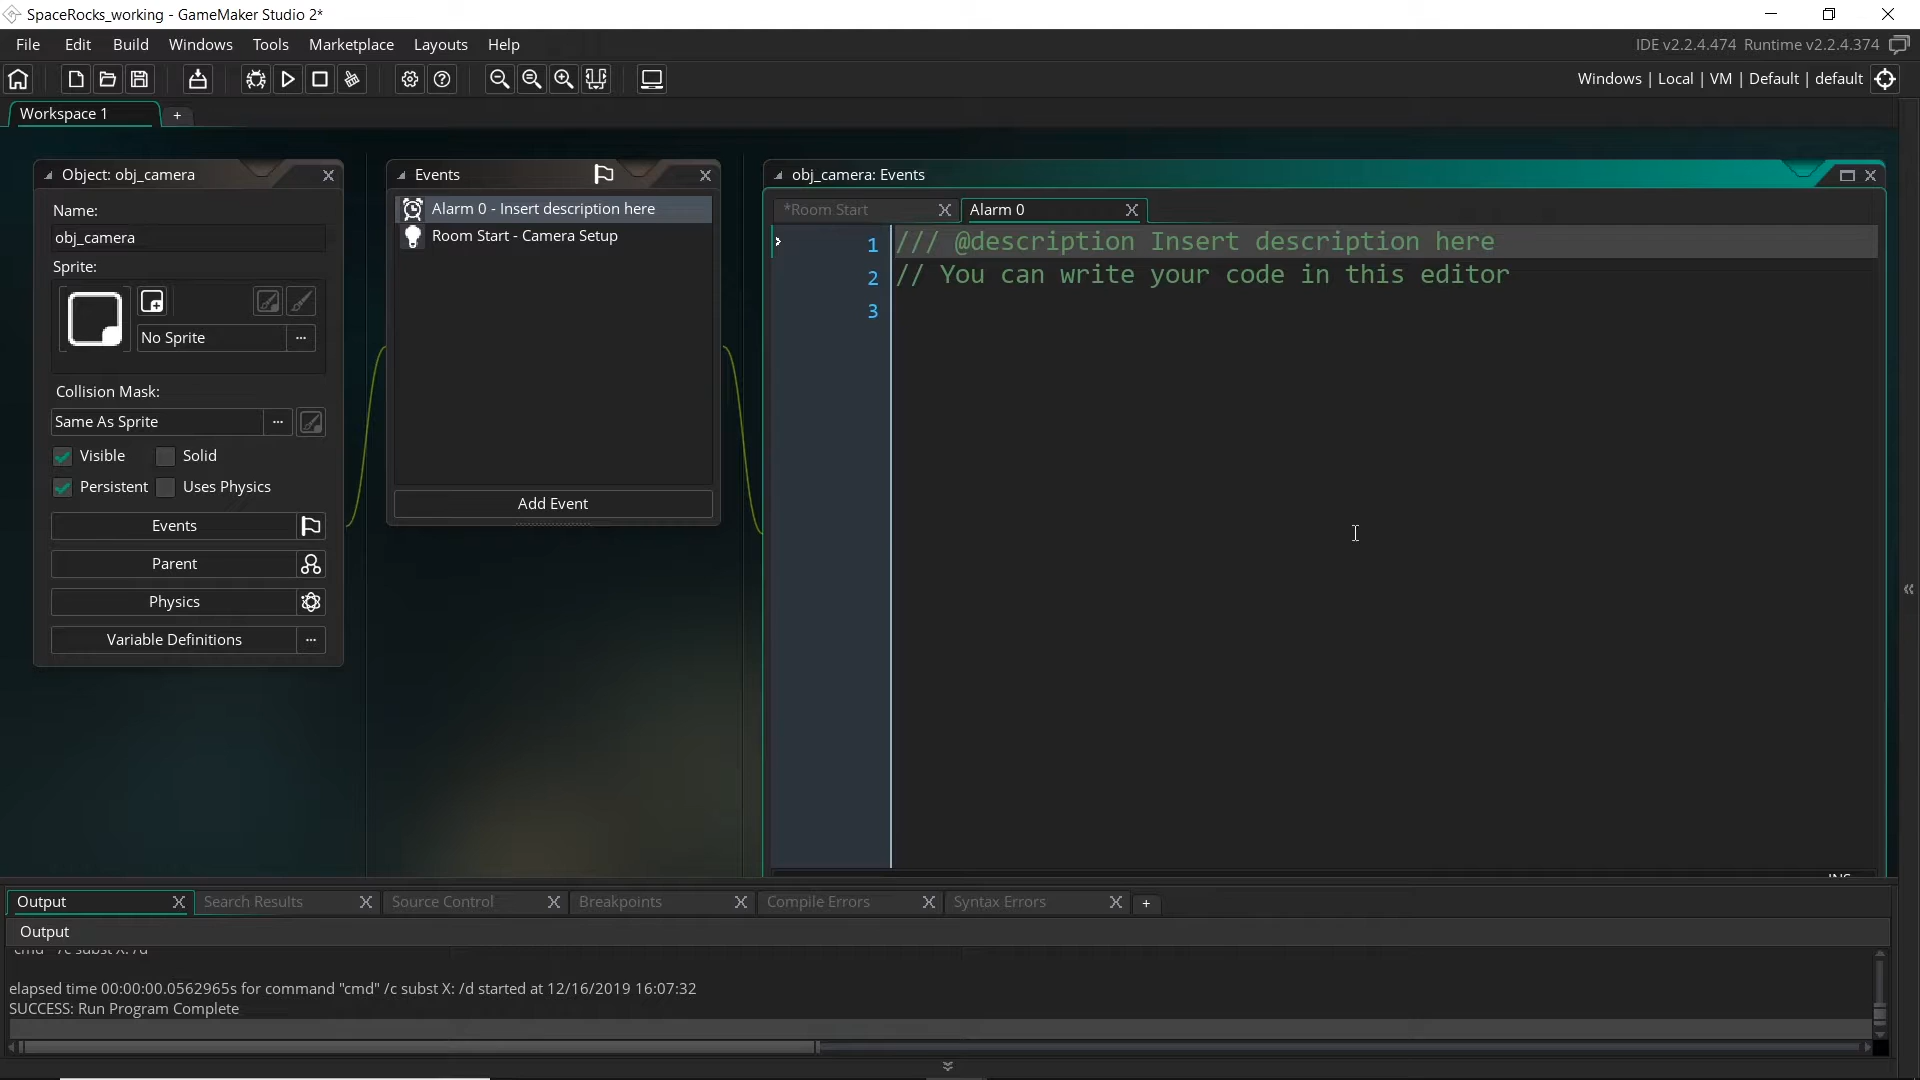 SpaceRocks_working - GameMaker Studio 2*
File Edit Build Windows Tools Marketplace Layouts Help
IDE v2.2.4.474 Runtime v2.2.4.374
Windows | Local | VM | Default | default
Workspace 1 +
Object: obj_camera
Name:
obj_camera
Sprite:
No Sprite ...
Collision Mask:
Same As Sprite ...
Visible Solid
Persistent Uses Physics
Events
Parent
Physics
Variable Definitions ...
Events
Alarm 0 - Insert description here
Room Start - Camera Setup
Add Event
obj_camera: Events
*Room Start X Alarm 0 X
1 /// @description Insert description here
2 // You can write your code in this editor
3
Output X Search Results X Source Control X Breakpoints X Compile Errors X Syntax Errors X +
Output
"cmd" /c subst X: /d
elapsed time 00:00:00.0562965s for command "cmd" /c subst X: /d started at 12/16/2019 16:07:32
SUCCESS: Run Program Complete